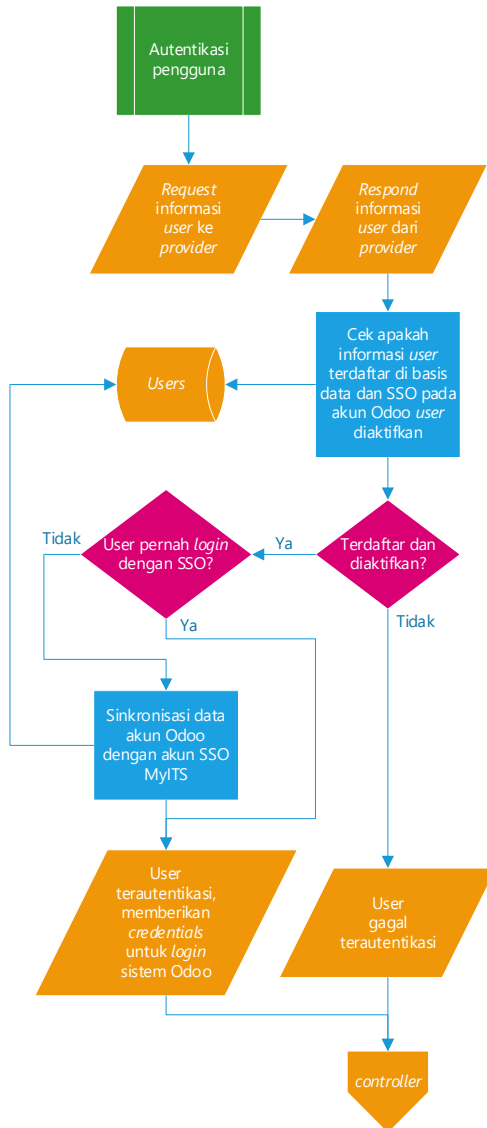 Autentikasi
pengguna
Request
informasi
user ke
provider
Respond
informasi
user dari
provider
Cek apakah
informasi user
terdaftar di basis
data dan SSO pada
akun Odoo user
diaktifkan
Users
Terdaftar dan
diaktifkan?
Ya
Tidak
User pernah login
dengan SSO?
Tidak
Ya
Sinkronisasi data
akun Odoo
dengan akun SSO
MyITS
User
terautentikasi,
memberikan
credentials
untuk login
sistem Odoo
User
gagal
terautentikasi
controller